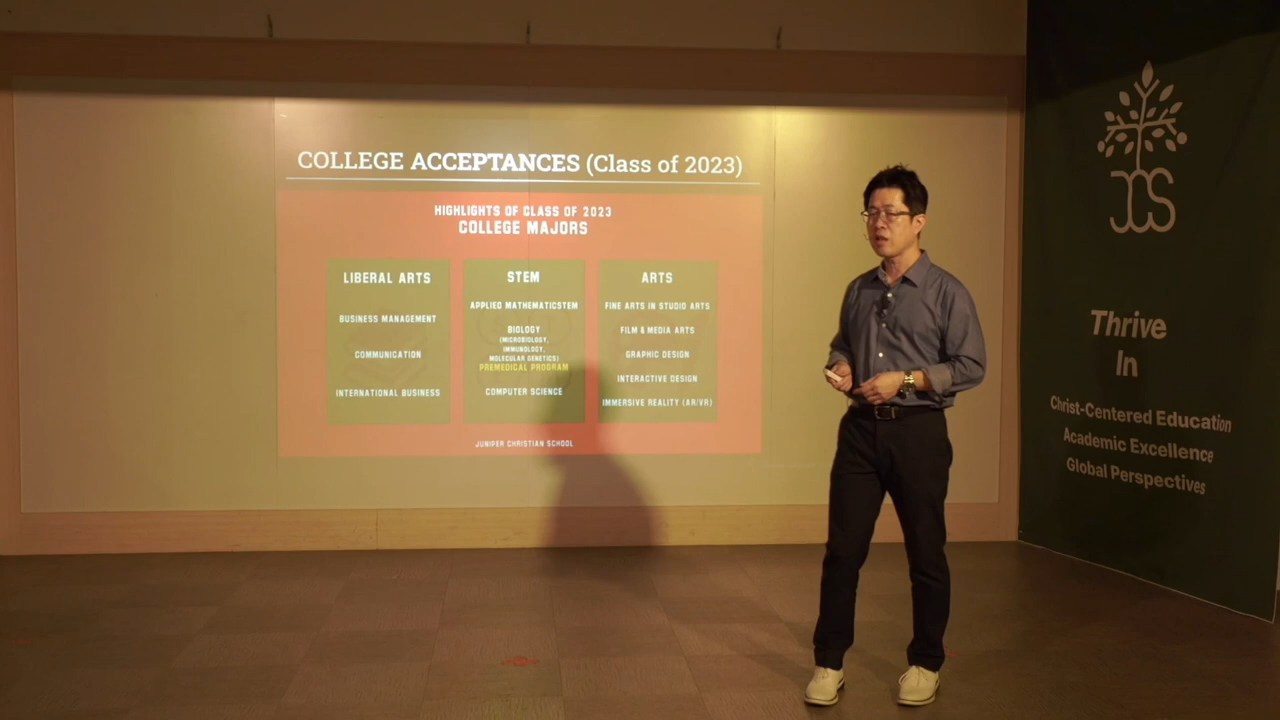 COLLEGE ACCEPTANCES (Class of 2023)
HIGHLIGHTS OF CLASS OF 2023
COLLEGE MAJORS
LIBERAL ARTS
BUSINESS MANAGEMENT
COMMUNICATION
INTERNATIONAL BUSINESS
STEM
APPLIED MATHEMATICSTEM
BIOLOGY
(MICROBIOLOGY,
IMMUNOLOGY,
MOLECULAR GENETICS)
PREMEDICAL PROGRAM
COMPUTER SCIENCE
ARTS
FINE ARTS IN STUDIO ARTS
FILM & MEDIA ARTS
GRAPHIC DESIGN
INTERACTIVE DESIGN
IMMERSIVE REALITY (AR/VR)
JUNIPER CHRISTIAN SCHOOL
JCS
Thrive
In
Christ-Centered Education
Academic Excellence
Global Perspectives